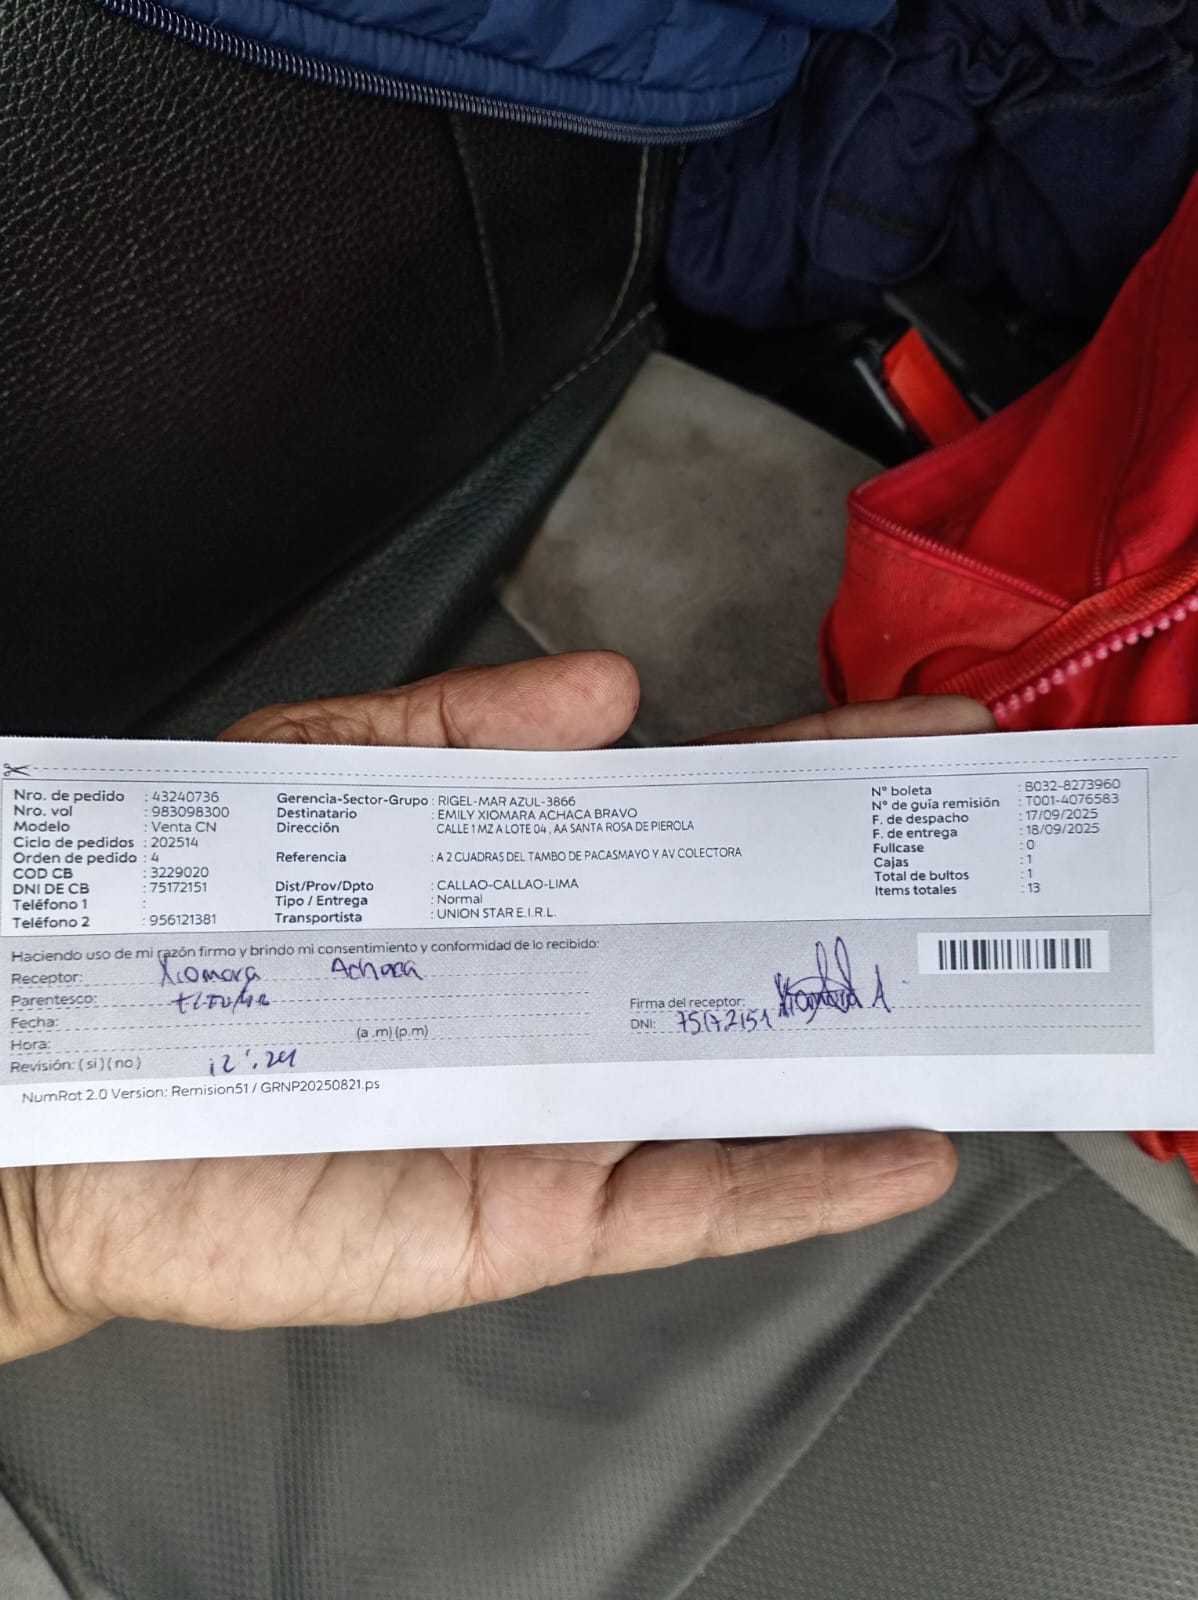 Nro. de pedido : 43240736
Nro. vol : 983098300
Modelo : Venta CN
Ciclo de pedidos : 202514
Orden de pedido : 4
COD CB : 3229020
DNI DE CB : 75172151
Teléfono 1 :
Teléfono 2 : 956121381
Gerencia-Sector-Grupo : RIGEL-MAR AZUL-3866
Destinatario : EMILY XIOMARA ACHACA BRAVO
Dirección CALLE 1 MZ A LOTE 04 , AA SANTA ROSA DE PIEROLA
Referencia : A 2 CUADRAS DEL TAMBO DE PACASMAYO Y AV COLECTORA
Dist/Prov/Dpto : CALLAO-CALLAO-LIMA
Tipo / Entrega : Normal
Transportista : UNION STAR E.I.R.L.
N° boleta : B032-8273960
N° de guía remisión : T001-4076583
F. de despacho : 17/09/2025
F. de entrega : 18/09/2025
Fullcase : 0
Cajas : 1
Total de bultos : 1
Items totales : 13
Haciendo uso de mi razón firmo y brindo mi consentimiento y conformidad de lo recibido:
Receptor: Xiomara Achaca
Parentesco:
Fecha:
Hora: (a .m) (p.m)
Revisión: ( si ) ( no ) 12:24
Firma del receptor: Xiomara A
DNI: 75172151
NumRot 2.0 Version: Remision51 / GRNP20250821.ps